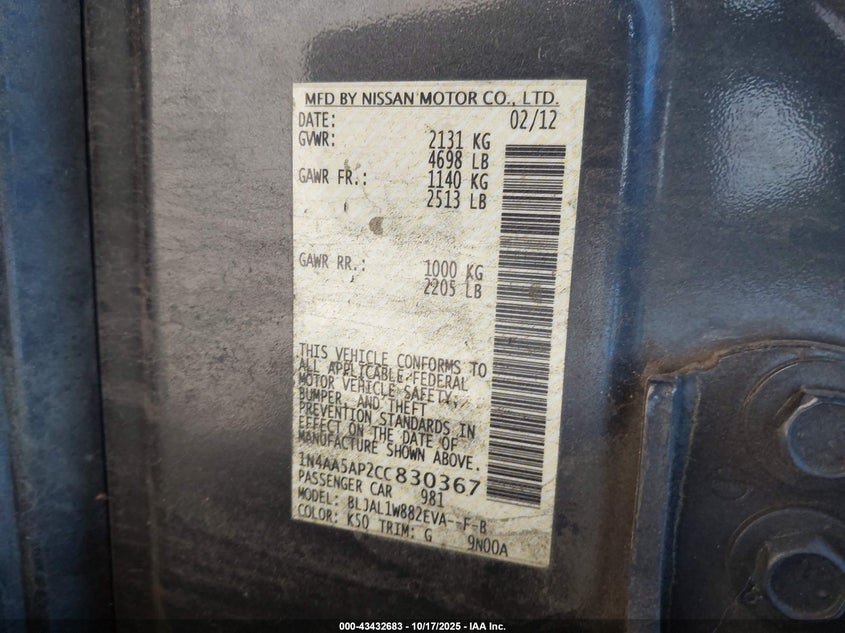 MFD BY NISSAN MOTOR CO., LTD.
DATE: 02/12
GVWR: 2131 KG
4698 LB
GAWR FR.: 1140 KG
2513 LB
GAWR RR.: 1000 KG
2205 LB
THIS VEHICLE CONFORMS TO
ALL APPLICABLE FEDERAL
MOTOR VEHICLE SAFETY,
BUMPER, AND THEFT
PREVENTION STANDARDS IN
EFFECT ON THE DATE OF
MANUFACTURE SHOWN ABOVE.
1N4AA5AP2CC830367
PASSENGER CAR 981
MODEL: BLJAL1W882EVA--F-B
COLOR: K50 TRIM: G 9N00A
000-43432683 - 10/17/2025 - IAA Inc.